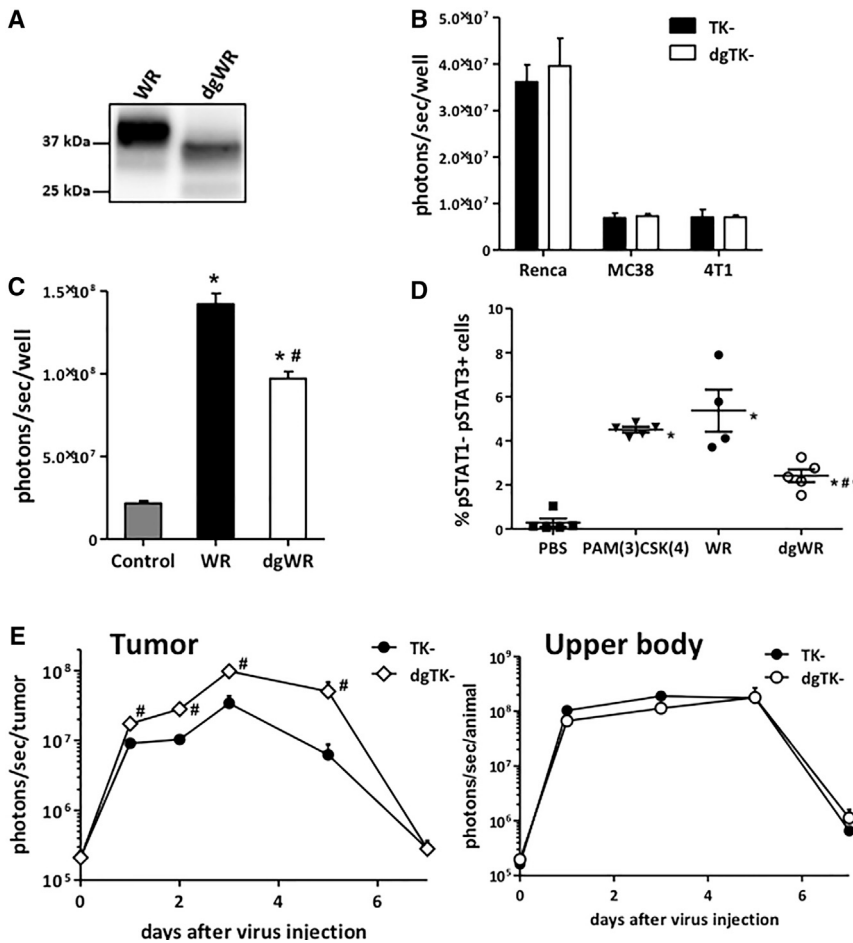 A
WR
dgWR
37 kDa
25 kDa
B
TK-
dgTK-
photons/sec/well
5.0×10⁷
4.0×10⁷
3.0×10⁷
2.0×10⁷
1.0×10⁷
0
Renca
MC38
4T1
C
photons/sec/well
1.5×10⁸
1.0×10⁸
5.0×10⁷
0
*
* #
Control
WR
dgWR
D
% pSTAT1- pSTAT3+ cells
10
8
6
4
2
0
*
*
* #
PBS
PAM(3)CSK(4)
WR
dgWR
E
Tumor
TK-
dgTK-
photons/sec/tumor
10⁸
10⁷
10⁶
10⁵
#
#
#
#
0
2
4
6
days after virus injection
Upper body
TK-
dgTK-
photons/sec/animal
10⁹
10⁸
10⁷
10⁶
10⁵
0
2
4
6
days after virus injection